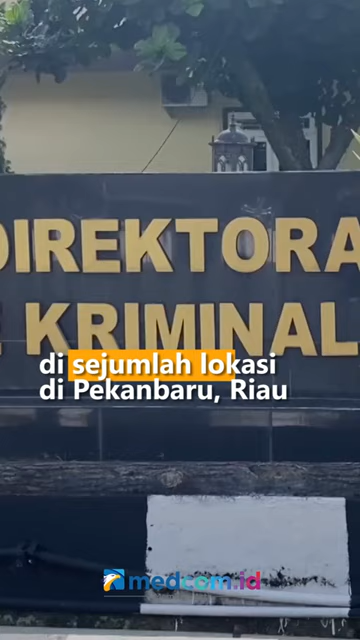 DIREKTORA
E KRIMINAL
di sejumlah lokasi
di Pekanbaru, Riau
medcom.id